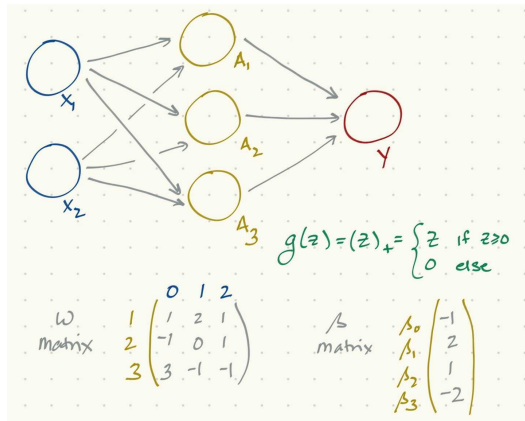 X₁
A₁
A₂
Y
X₂
A₃
g(z)=(z)₊= { z if z≥0
0 else
0 1 2
W matrix
1 ( 1 2 1
2 -1 0 1
3 3 -1 -1 )
β matrix
β₀ ( -1
β₁ 2
β₂ 1
β₃ -2 )